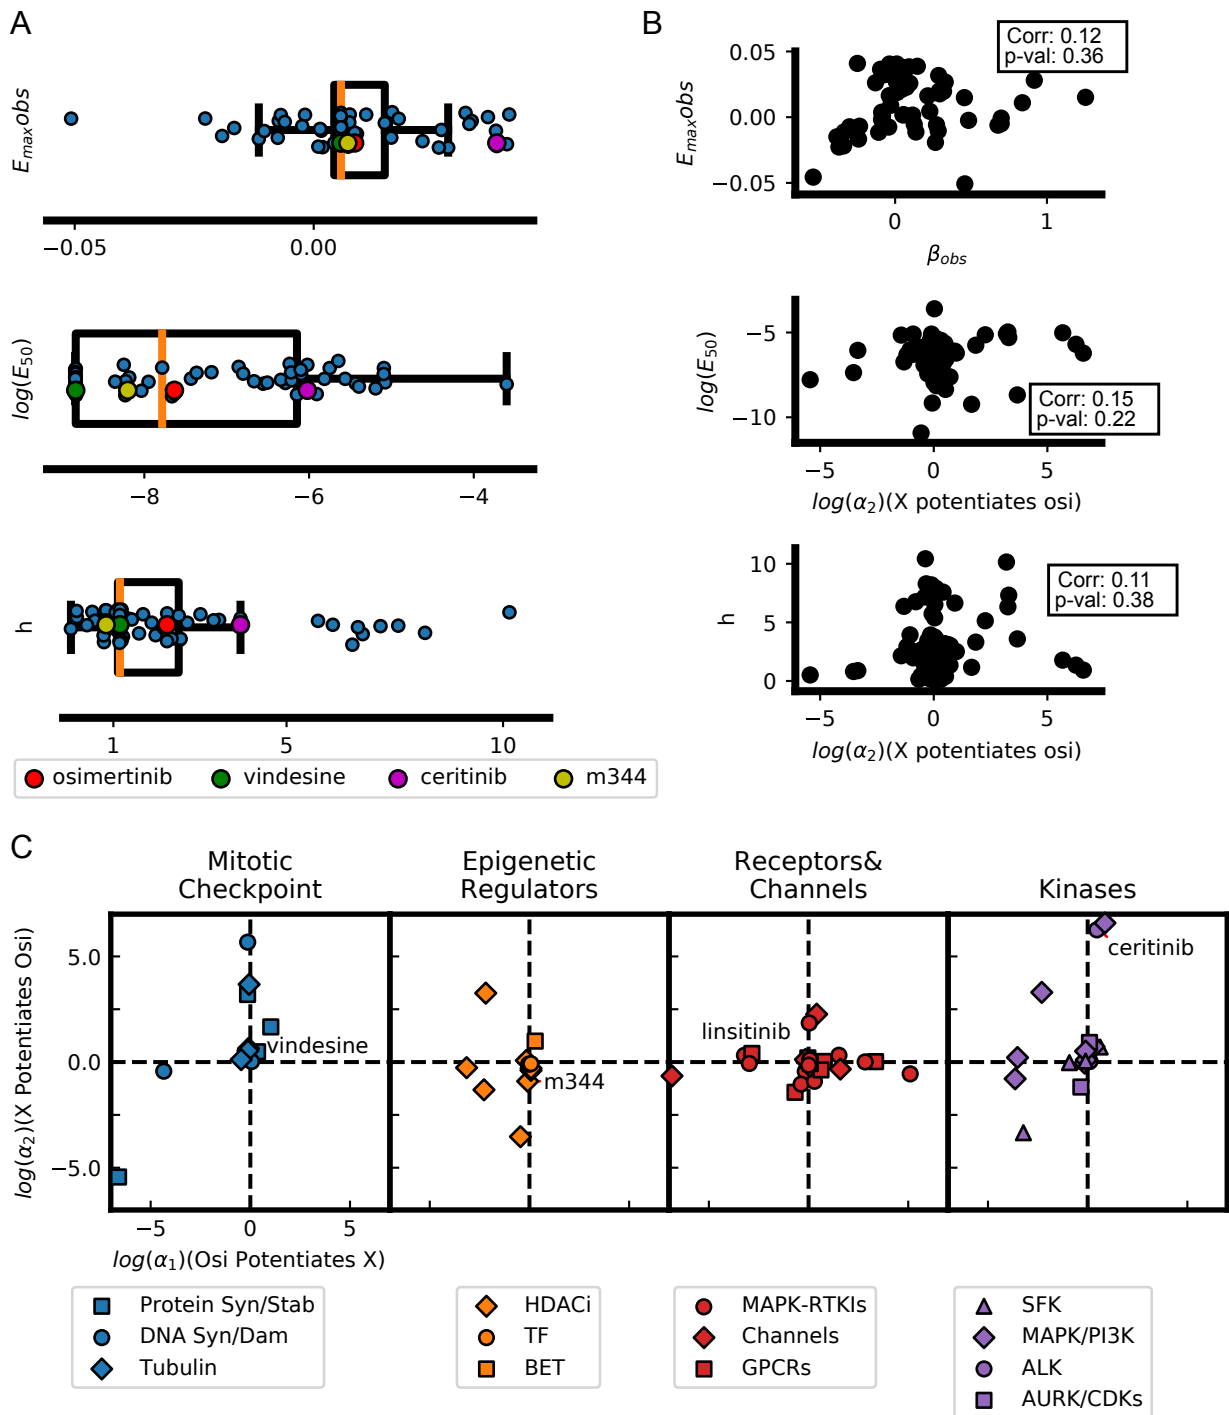 A
E_max obs
−0.05
0.00
log(E_50)
−8
−6
−4
h
1
5
10
osimertinib
vindesine
ceritinib
m344
B
E_max obs
0.05
0.00
−0.05
Corr: 0.12
p-val: 0.36
0
1
β_obs
log(E_50)
−5
−10
Corr: 0.15
p-val: 0.22
−5
0
5
log(α_2)(X potentiates osi)
h
10
5
0
Corr: 0.11
p-val: 0.38
−5
0
5
log(α_2)(X potentiates osi)
C
Mitotic
Checkpoint
Epigenetic
Regulators
Receptors&
Channels
Kinases
log(α_2)(X Potentiates Osi)
5.0
0.0
−5.0
vindesine
m344
linsitinib
ceritinib
−5
0
5
log(α_1)(Osi Potentiates X)
Protein Syn/Stab
DNA Syn/Dam
Tubulin
HDACi
TF
BET
MAPK-RTKIs
Channels
GPCRs
SFK
MAPK/PI3K
ALK
AURK/CDKs